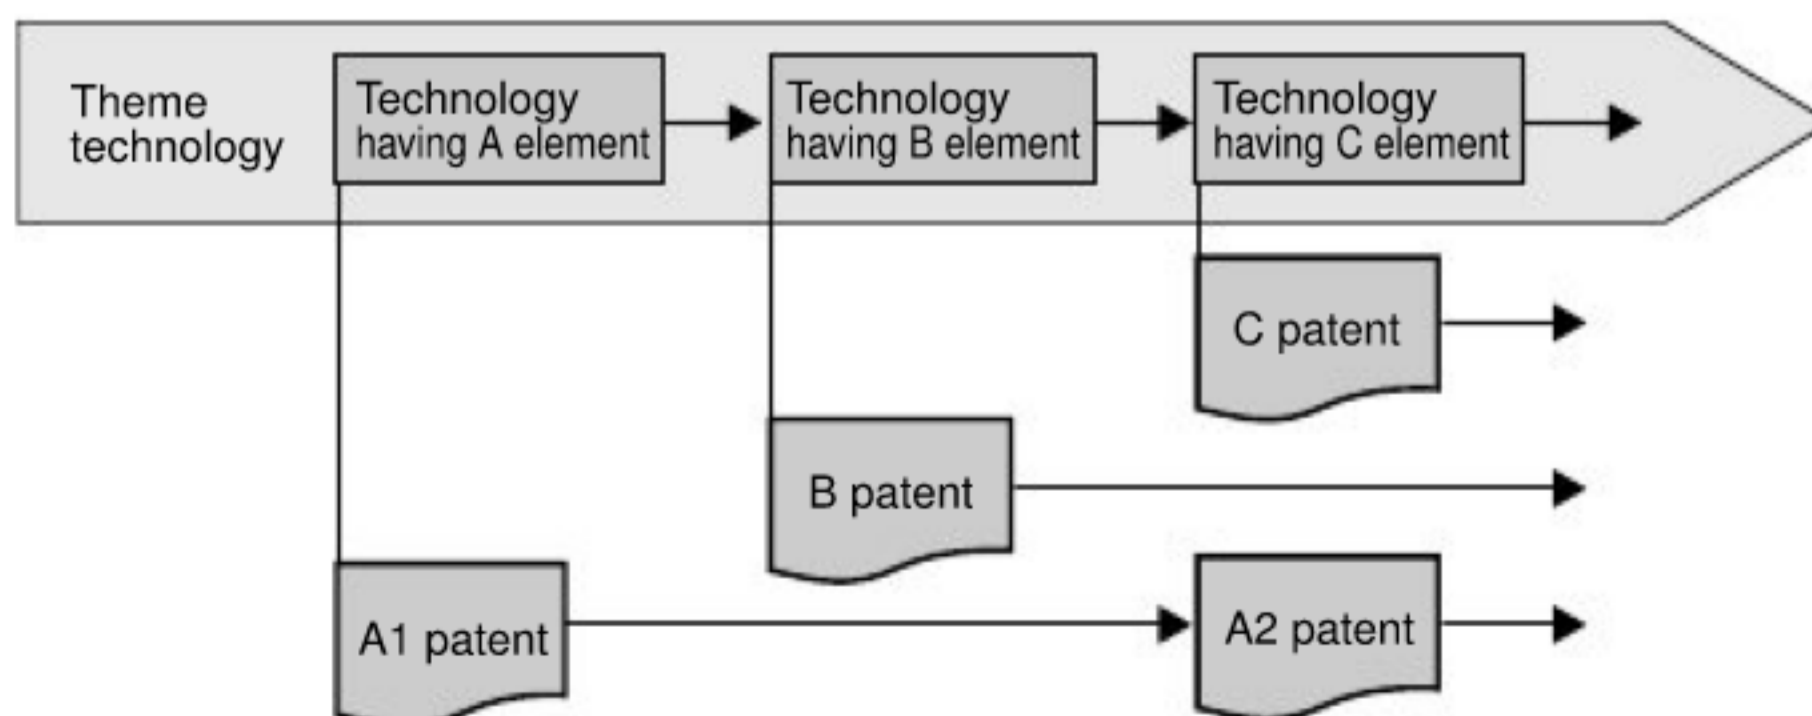 Theme
technology
Technology
having A element
Technology
having B element
Technology
having C element
C patent
B patent
A1 patent
A2 patent